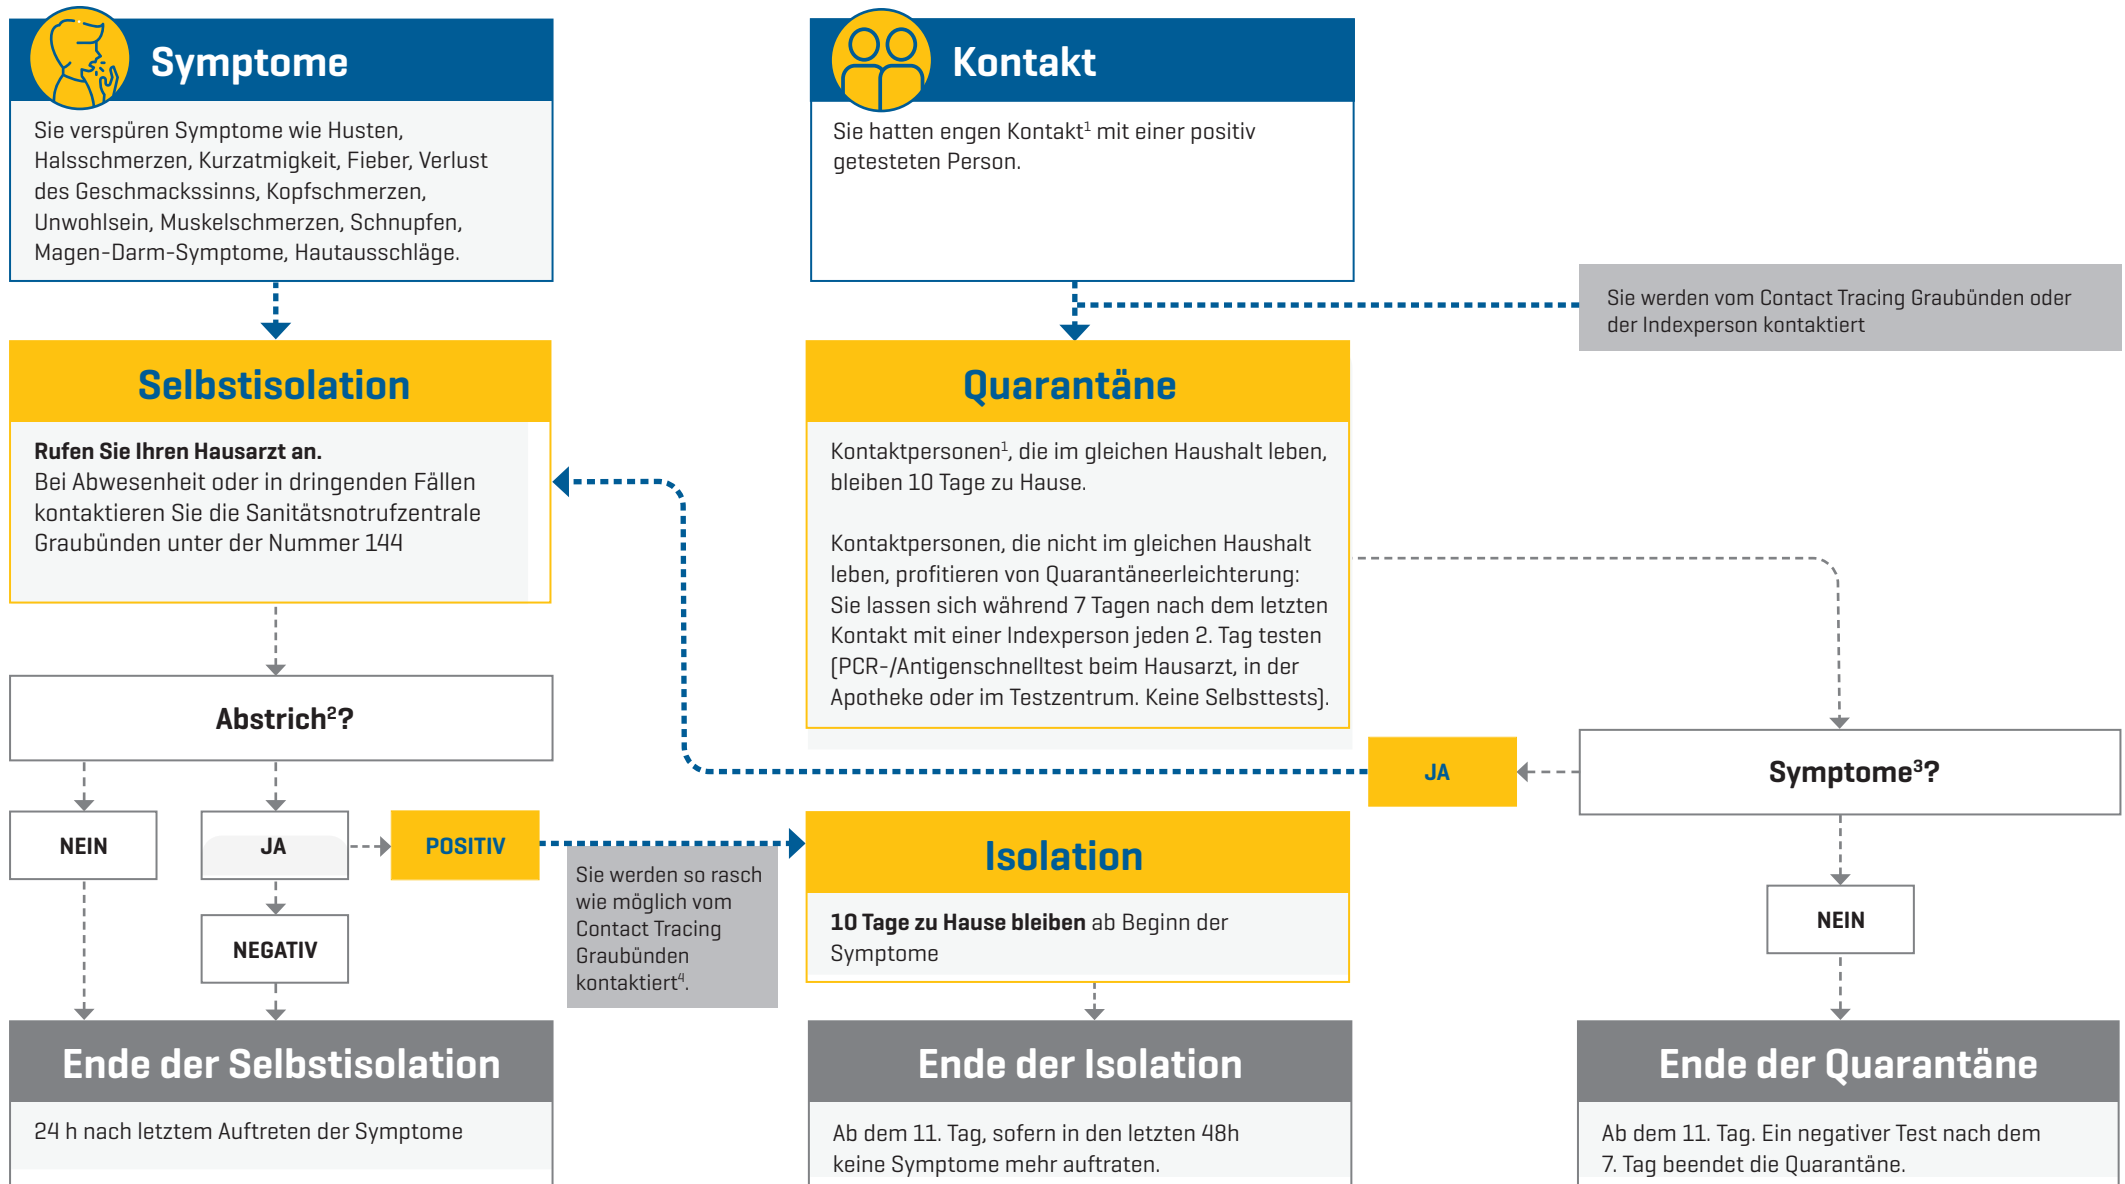 Symptome
Sie verspüren Symptome wie Husten,
Halsschmerzen, Kurzatmigkeit, Fieber, Verlust
des Geschmackssinns, Kopfschmerzen,
Unwohlsein, Muskelschmerzen, Schnupfen,
Magen-Darm-Symptome, Hautausschläge.
Kontakt
Sie hatten engen Kontakt¹ mit einer positiv
getesteten Person.
Sie werden vom Contact Tracing Graubünden oder
der Indexperson kontaktiert
Selbstisolation
Rufen Sie Ihren Hausarzt an.
Bei Abwesenheit oder in dringenden Fällen
kontaktieren Sie die Sanitätsnotrufzentrale
Graubünden unter der Nummer 144
Quarantäne
Kontaktpersonen¹, die im gleichen Haushalt leben,
bleiben 10 Tage zu Hause.
Kontaktpersonen, die nicht im gleichen Haushalt
leben, profitieren von Quarantäneerleichterung:
Sie lassen sich während 7 Tagen nach dem letzten
Kontakt mit einer Indexperson jeden 2. Tag testen
(PCR-/Antigenschnelltest beim Hausarzt, in der
Apotheke oder im Testzentrum. Keine Selbsttests).
Abstrich²?
JA
Symptome³?
NEIN
JA
POSITIV
Sie werden so rasch
wie möglich vom
Contact Tracing
Graubünden
kontaktiert⁴.
Isolation
10 Tage zu Hause bleiben ab Beginn der
Symptome
NEIN
NEGATIV
Ende der Selbstisolation
24 h nach letztem Auftreten der Symptome
Ende der Isolation
Ab dem 11. Tag, sofern in den letzten 48h
keine Symptome mehr auftraten.
Ende der Quarantäne
Ab dem 11. Tag. Ein negativer Test nach dem
7. Tag beendet die Quarantäne.